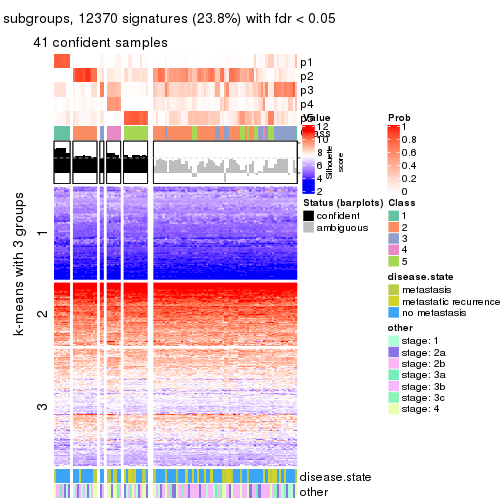 subgroups, 12370 signatures (23.8%) with fdr < 0.05
41 confident samples
p1
p2
p3
p4
Class
Silhouette
score
k-means with 3 groups
1
2
3
disease.state
other
Value
12
10
8
6
4
2
Status (barplots)
confident
ambiguous
Prob
1
0.8
0.6
0.4
0.2
0
Class
1
2
3
4
5
disease.state
metastasis
metastatic recurrence
no metastasis
other
stage: 1
stage: 2a
stage: 2b
stage: 3a
stage: 3b
stage: 3c
stage: 4